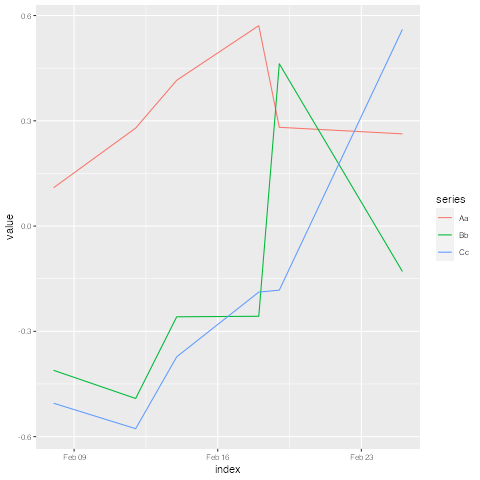 0.6
0.3
0.0
-0.3
-0.6
value
Feb 09
Feb 16
Feb 23
index
series
Aa
Bb
Cc